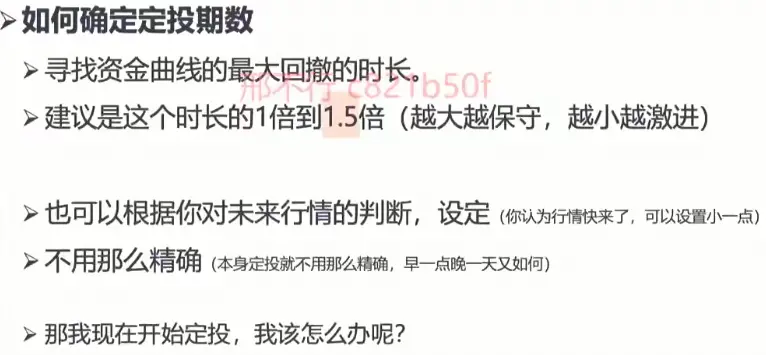 ➢如何确定定投期数
➢寻找资金曲线的最大回撤的时长。
邢不行 c821b50f
➢建议是这个时长的1倍到1.5倍（越大越保守，越小越激进）
➢也可以根据你对未来行情的判断，设定（你认为行情快来了，可以设置小一点）
➢不用那么精确（本身定投就不用那么精确，早一点晚一天又如何）
➢那我现在开始定投，我该怎么办呢？